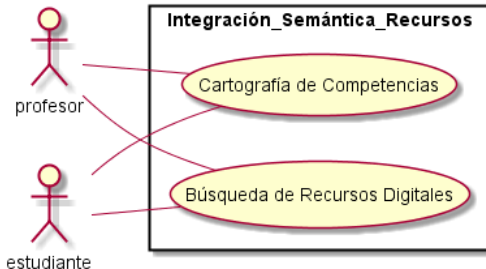 Integración_Semántica_Recursos
Cartografía de Competencias
profesor
Búsqueda de Recursos Digitales
estudiante